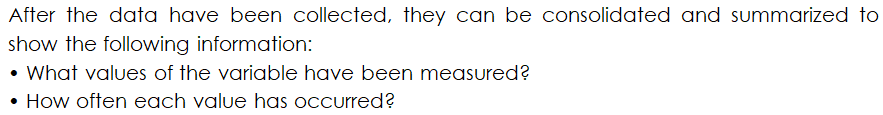 After the data have been collected, they can be consolidated and summarized to
show the following information:
• What values of the variable have been measured?
• How often each value has occurred?